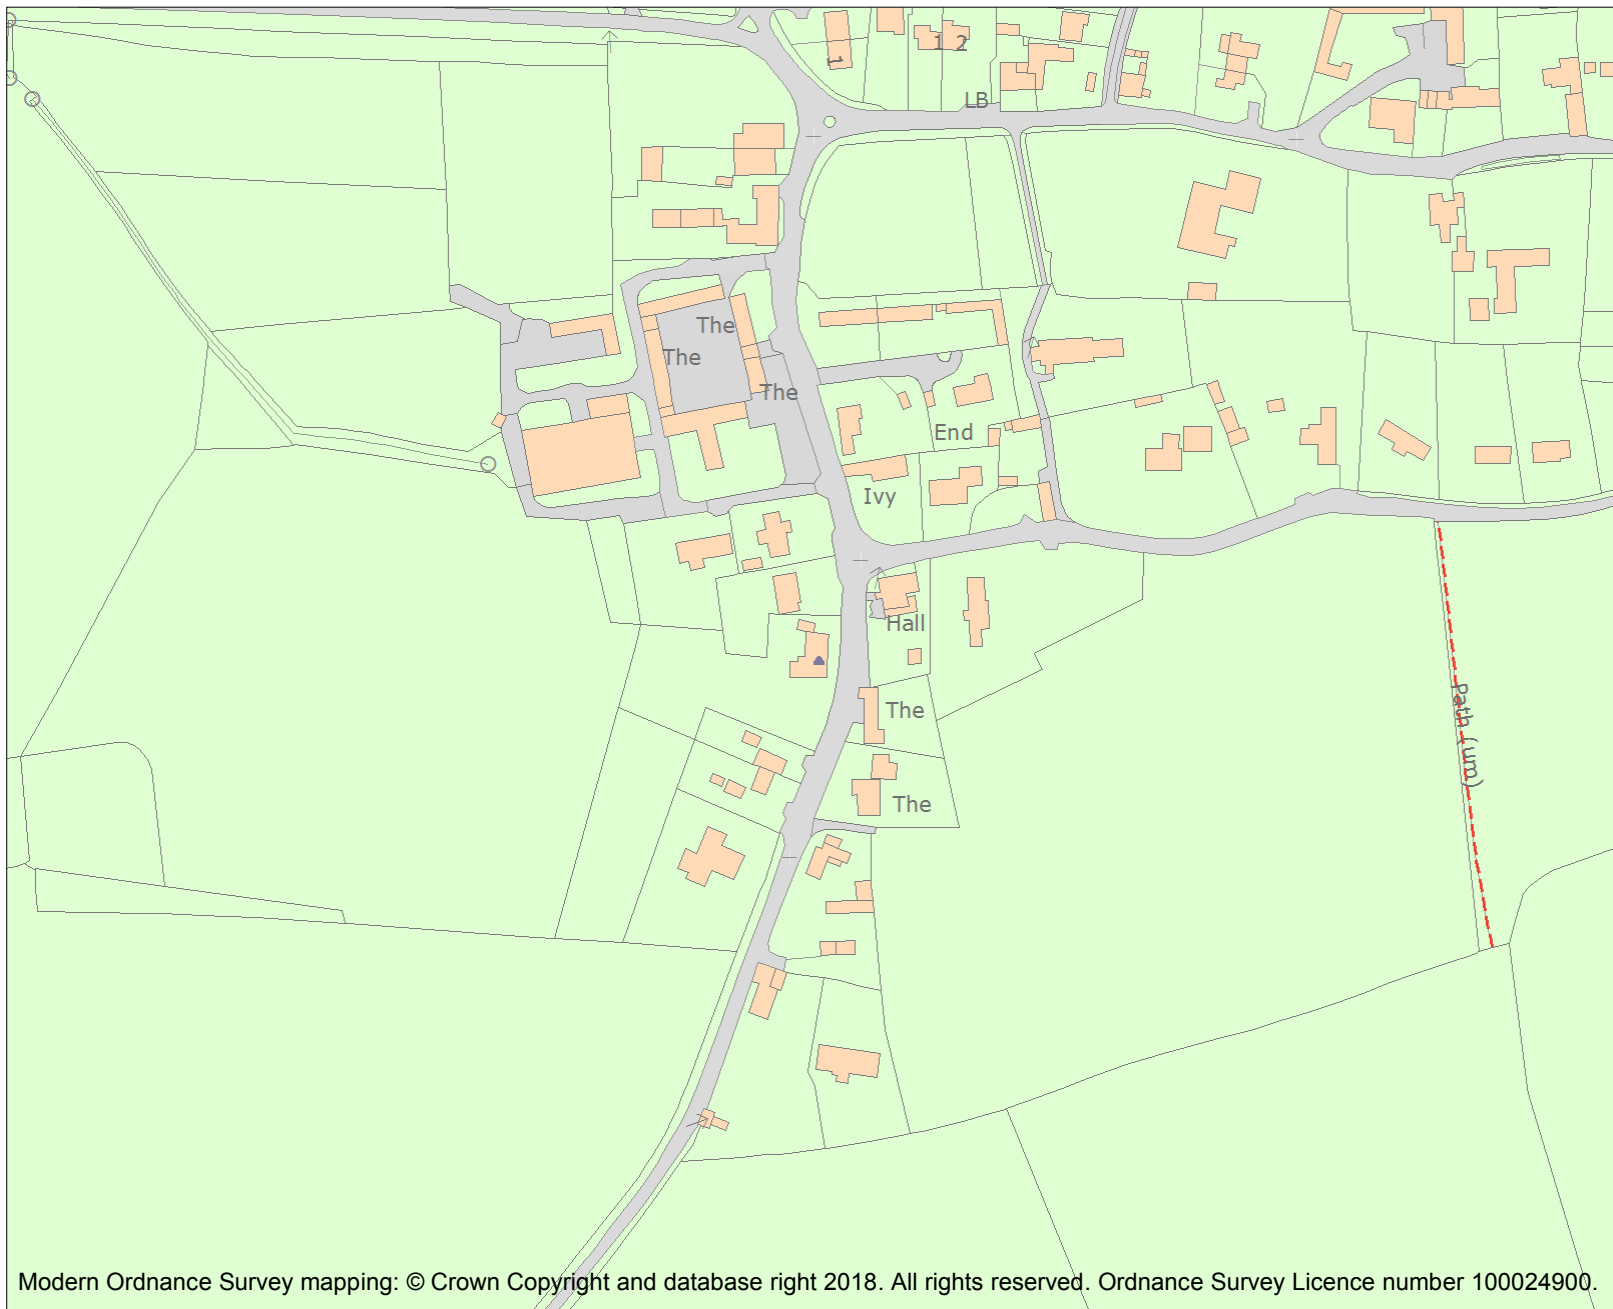 1
1 2
LB
The
The
The
End
Ivy
Hall
The
Path (um)
The
Modern Ordnance Survey mapping: © Crown Copyright and database right 2018. All rights reserved. Ordnance Survey Licence number 100024900.